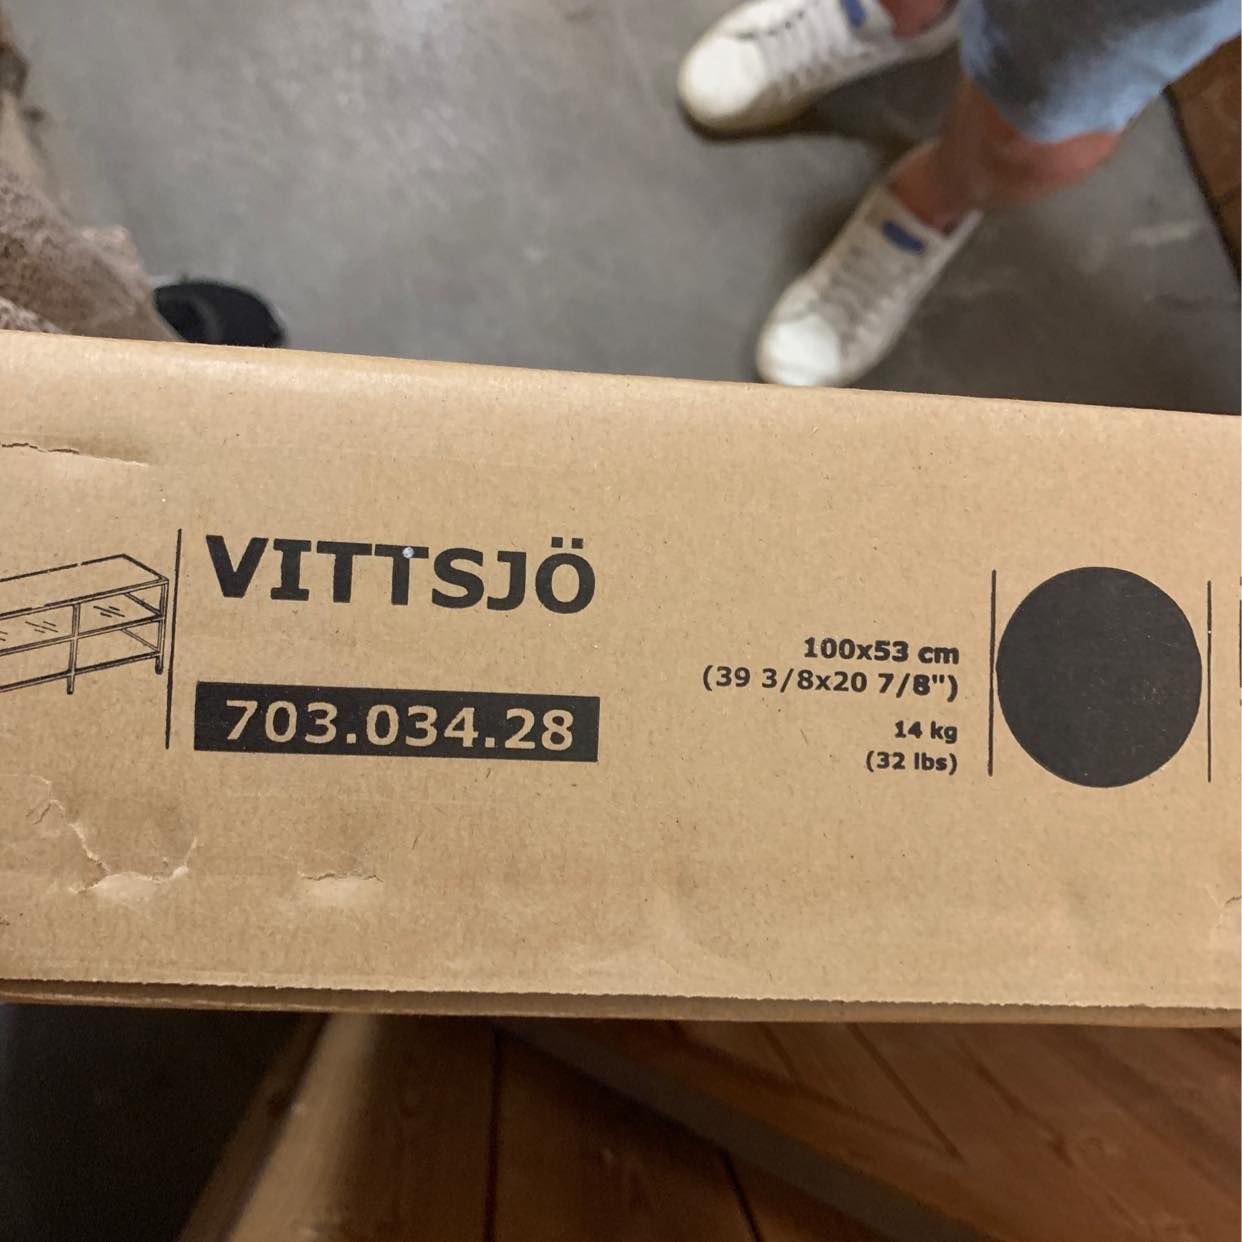 VITTSJÖ
703.034.28
100x53 cm
(39 3/8x20 7/8")
14 kg
(32 lbs)